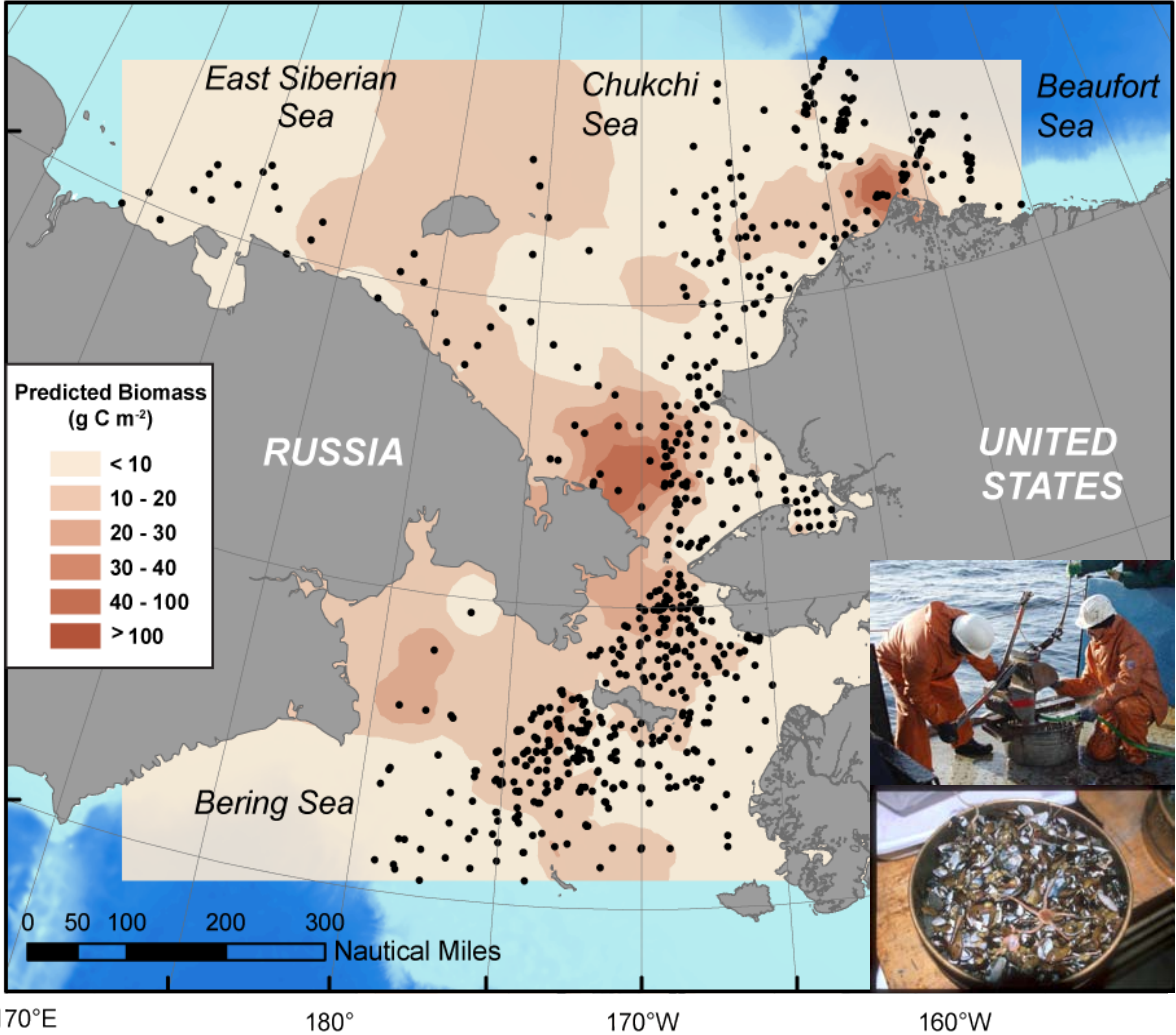 East Siberian
Sea
Chukchi
Sea
Beaufort
Sea
Predicted Biomass
(g C m⁻²)
< 10
10 - 20
20 - 30
30 - 40
40 - 100
> 100
RUSSIA
UNITED
STATES
Bering Sea
0 50 100 200 300
Nautical Miles
170°E 180° 170°W 160°W